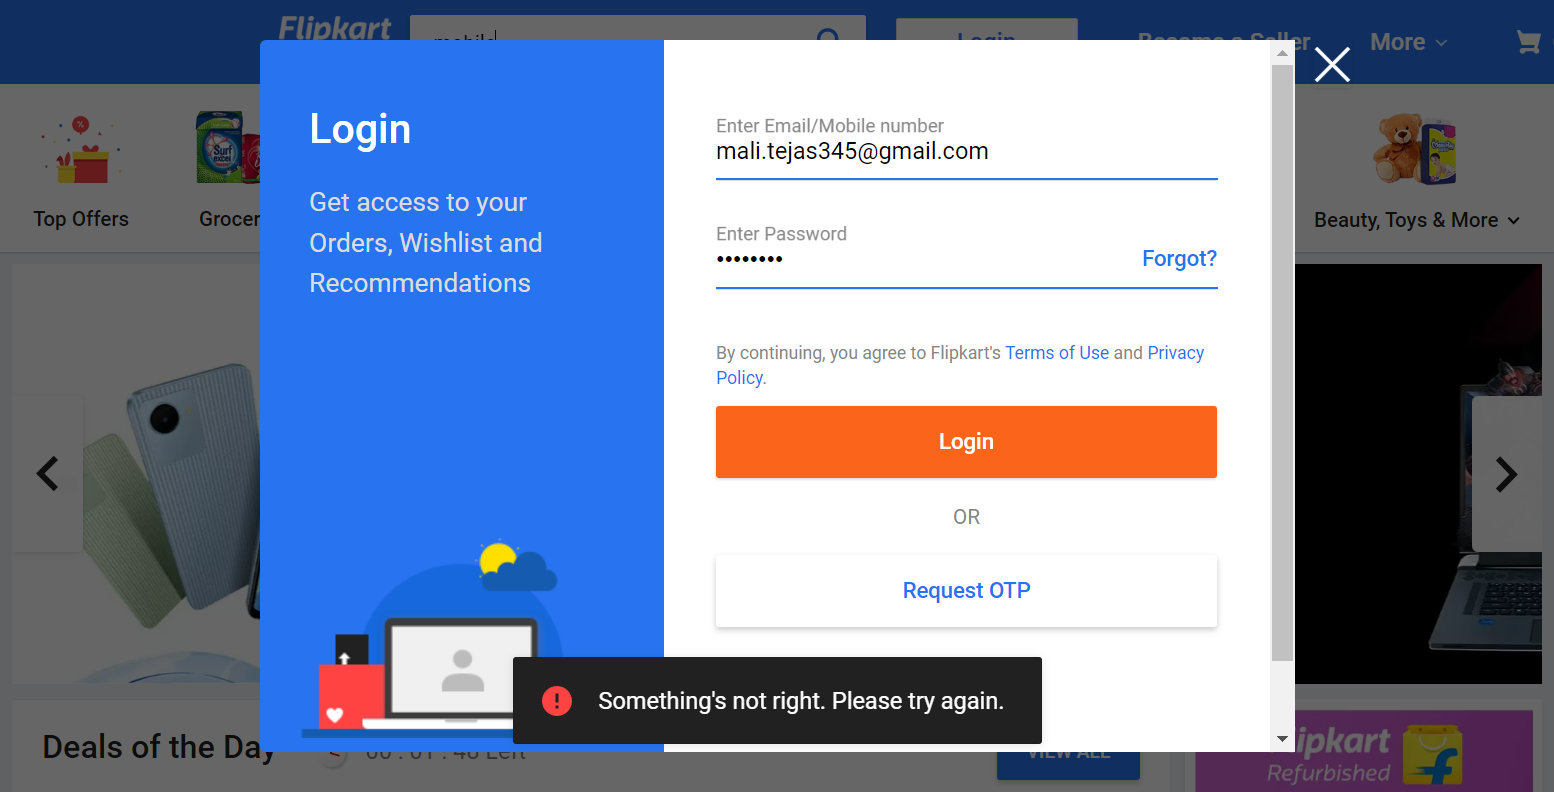 Flipkart
mobile
Login
Become a Seller
More
Login
Get access to your
Orders, Wishlist and
Recommendations
Enter Email/Mobile number
mali.tejas345@gmail.com
Enter Password
••••••••
Forgot?
By continuing, you agree to Flipkart's Terms of Use and Privacy
Policy.
Login
OR
Request OTP
Something's not right. Please try again.
Surf
excel
Top Offers
Grocer
Beauty, Toys & More
Deals of the Day
00 : 01 : 48 Left
VIEW ALL
lipkart
Refurbished